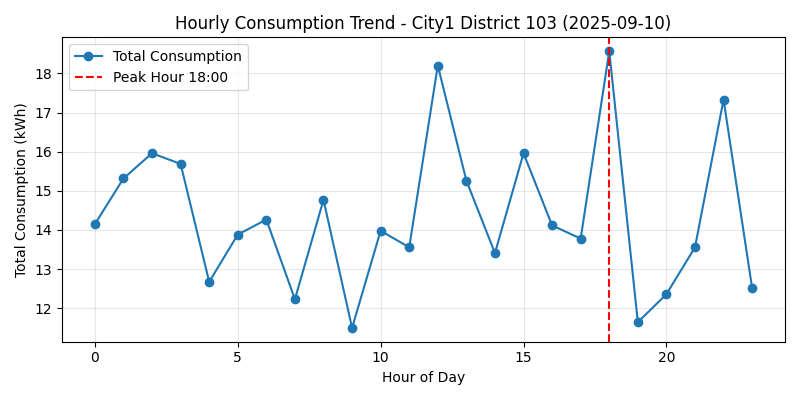 Hourly Consumption Trend - City1 District 103 (2025-09-10)
Total Consumption
Peak Hour 18:00
Total Consumption (kWh)
18
17
16
15
14
13
12
0
5
10
15
20
Hour of Day